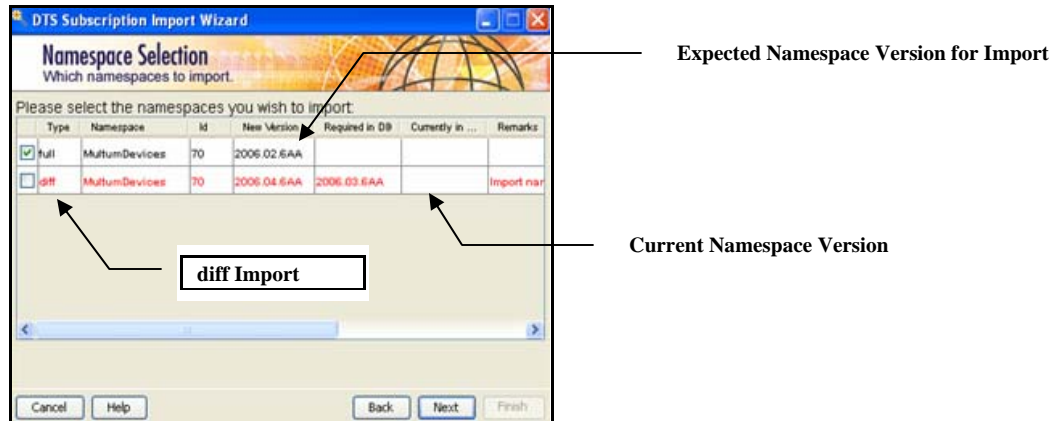 DTS Subscription Import Wizard
Namespace Selection
Which namespaces to import.
Expected Namespace Version for Import
Please select the namespaces you wish to import:
Type Namespace Id New Version Required in DB Currently in ... Remarks
full MultumDevices 70 2006.02.6AA
diff MultumDevices 70 2006.04.6AA 2006.03.6AA Import nar
Current Namespace Version
diff Import
Cancel Help Back Next Finish